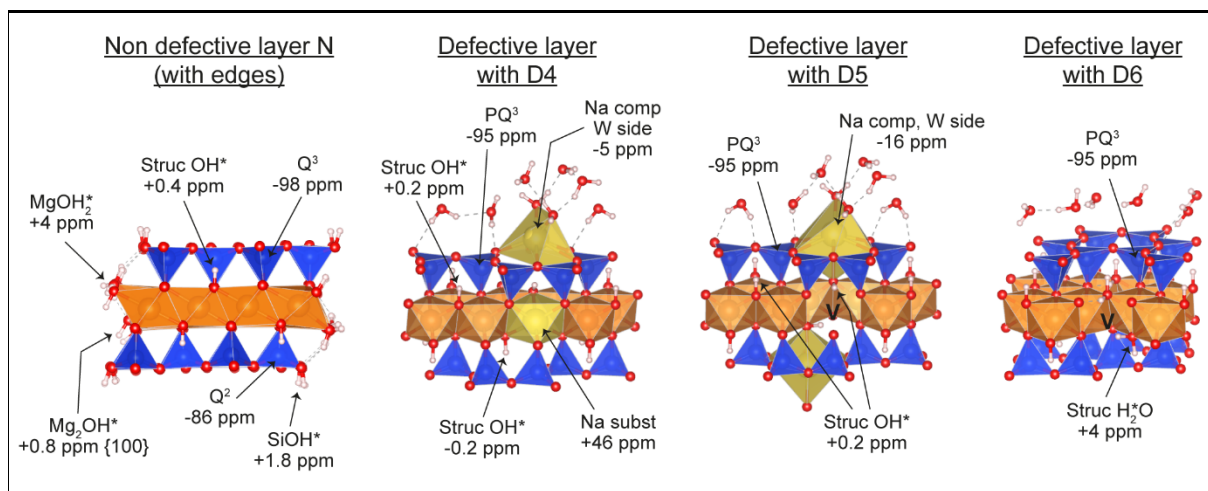 Non defective layer N
(with edges)
MgOH₂*
+4 ppm
Struc OH*
+0.4 ppm
Q³
-98 ppm
Mg₂OH*
+0.8 ppm {100}
Q²
-86 ppm
SiOH*
+1.8 ppm
Defective layer
with D4
Struc OH*
+0.2 ppm
PQ³
-95 ppm
Na comp
W side
-5 ppm
Struc OH*
-0.2 ppm
Na subst
+46 ppm
Defective layer
with D5
PQ³
-95 ppm
Na comp, W side
-16 ppm
V
Struc OH*
+0.2 ppm
Defective layer
with D6
PQ³
-95 ppm
V
Struc H₂*O
+4 ppm